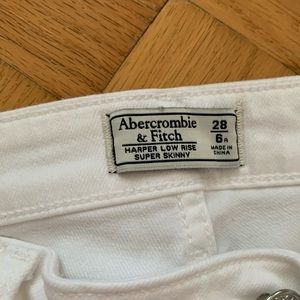 Abercrombie
& Fitch
HARPER LOW RISE
SUPER SKINNY
28
6R
MADE IN
CHINA